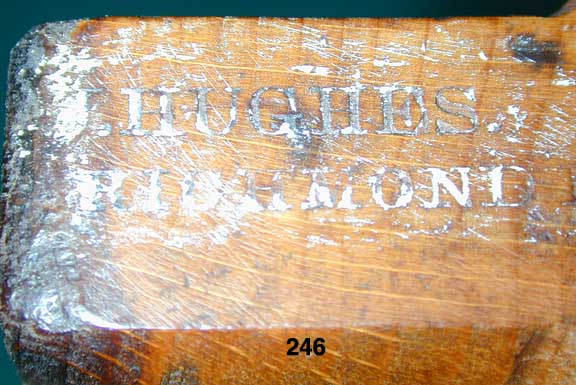 J. HUGHES.
RICHMOND
246